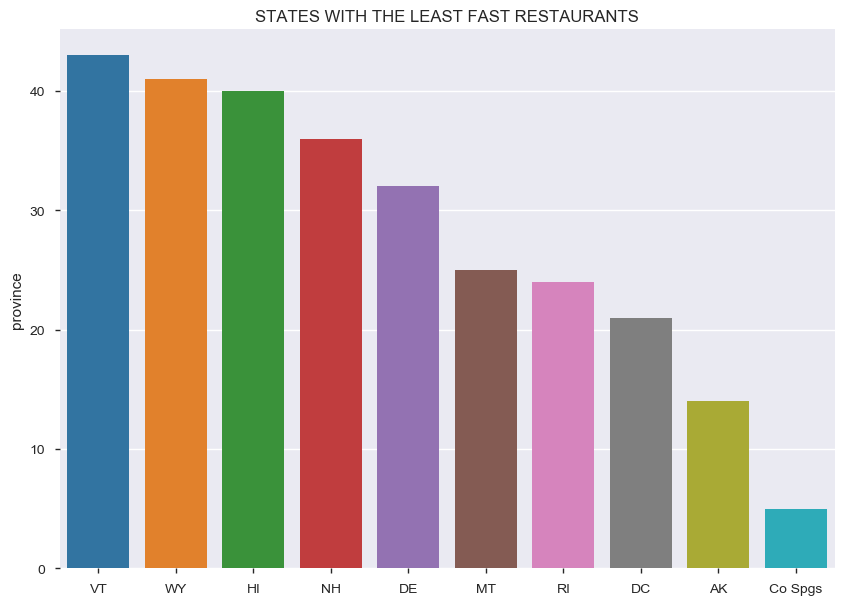 STATES WITH THE LEAST FAST RESTAURANTS
province
40
30
20
10
0
VT WY HI NH DE MT RI DC AK Co Spgs